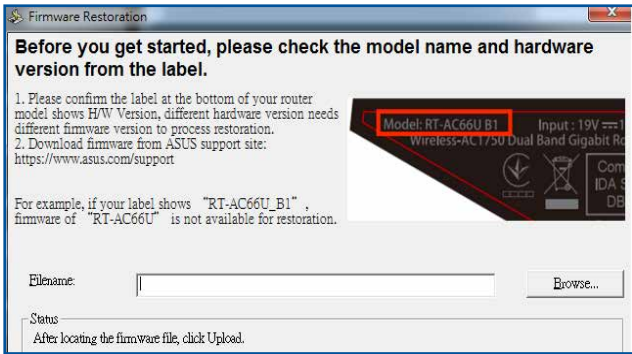 Firmware Restoration
Before you get started, please check the model name and hardware
version from the label.
1. Please confirm the label at the bottom of your router
model shows H/W Version, different hardware version needs
different firmware version to process restoration.
2. Download firmware from ASUS support site:
https://www.asus.com/support
For example, if your label shows “RT-AC66U_B1”,
firmware of “RT-AC66U” is not available for restoration.
Model: RT-AC66U B1 Input : 19V
Wireless-AC1750 Dual Band Gigabit
Com
IDA S
DB
Filename:
Browse...
Status
After locating the firmware file, click Upload.